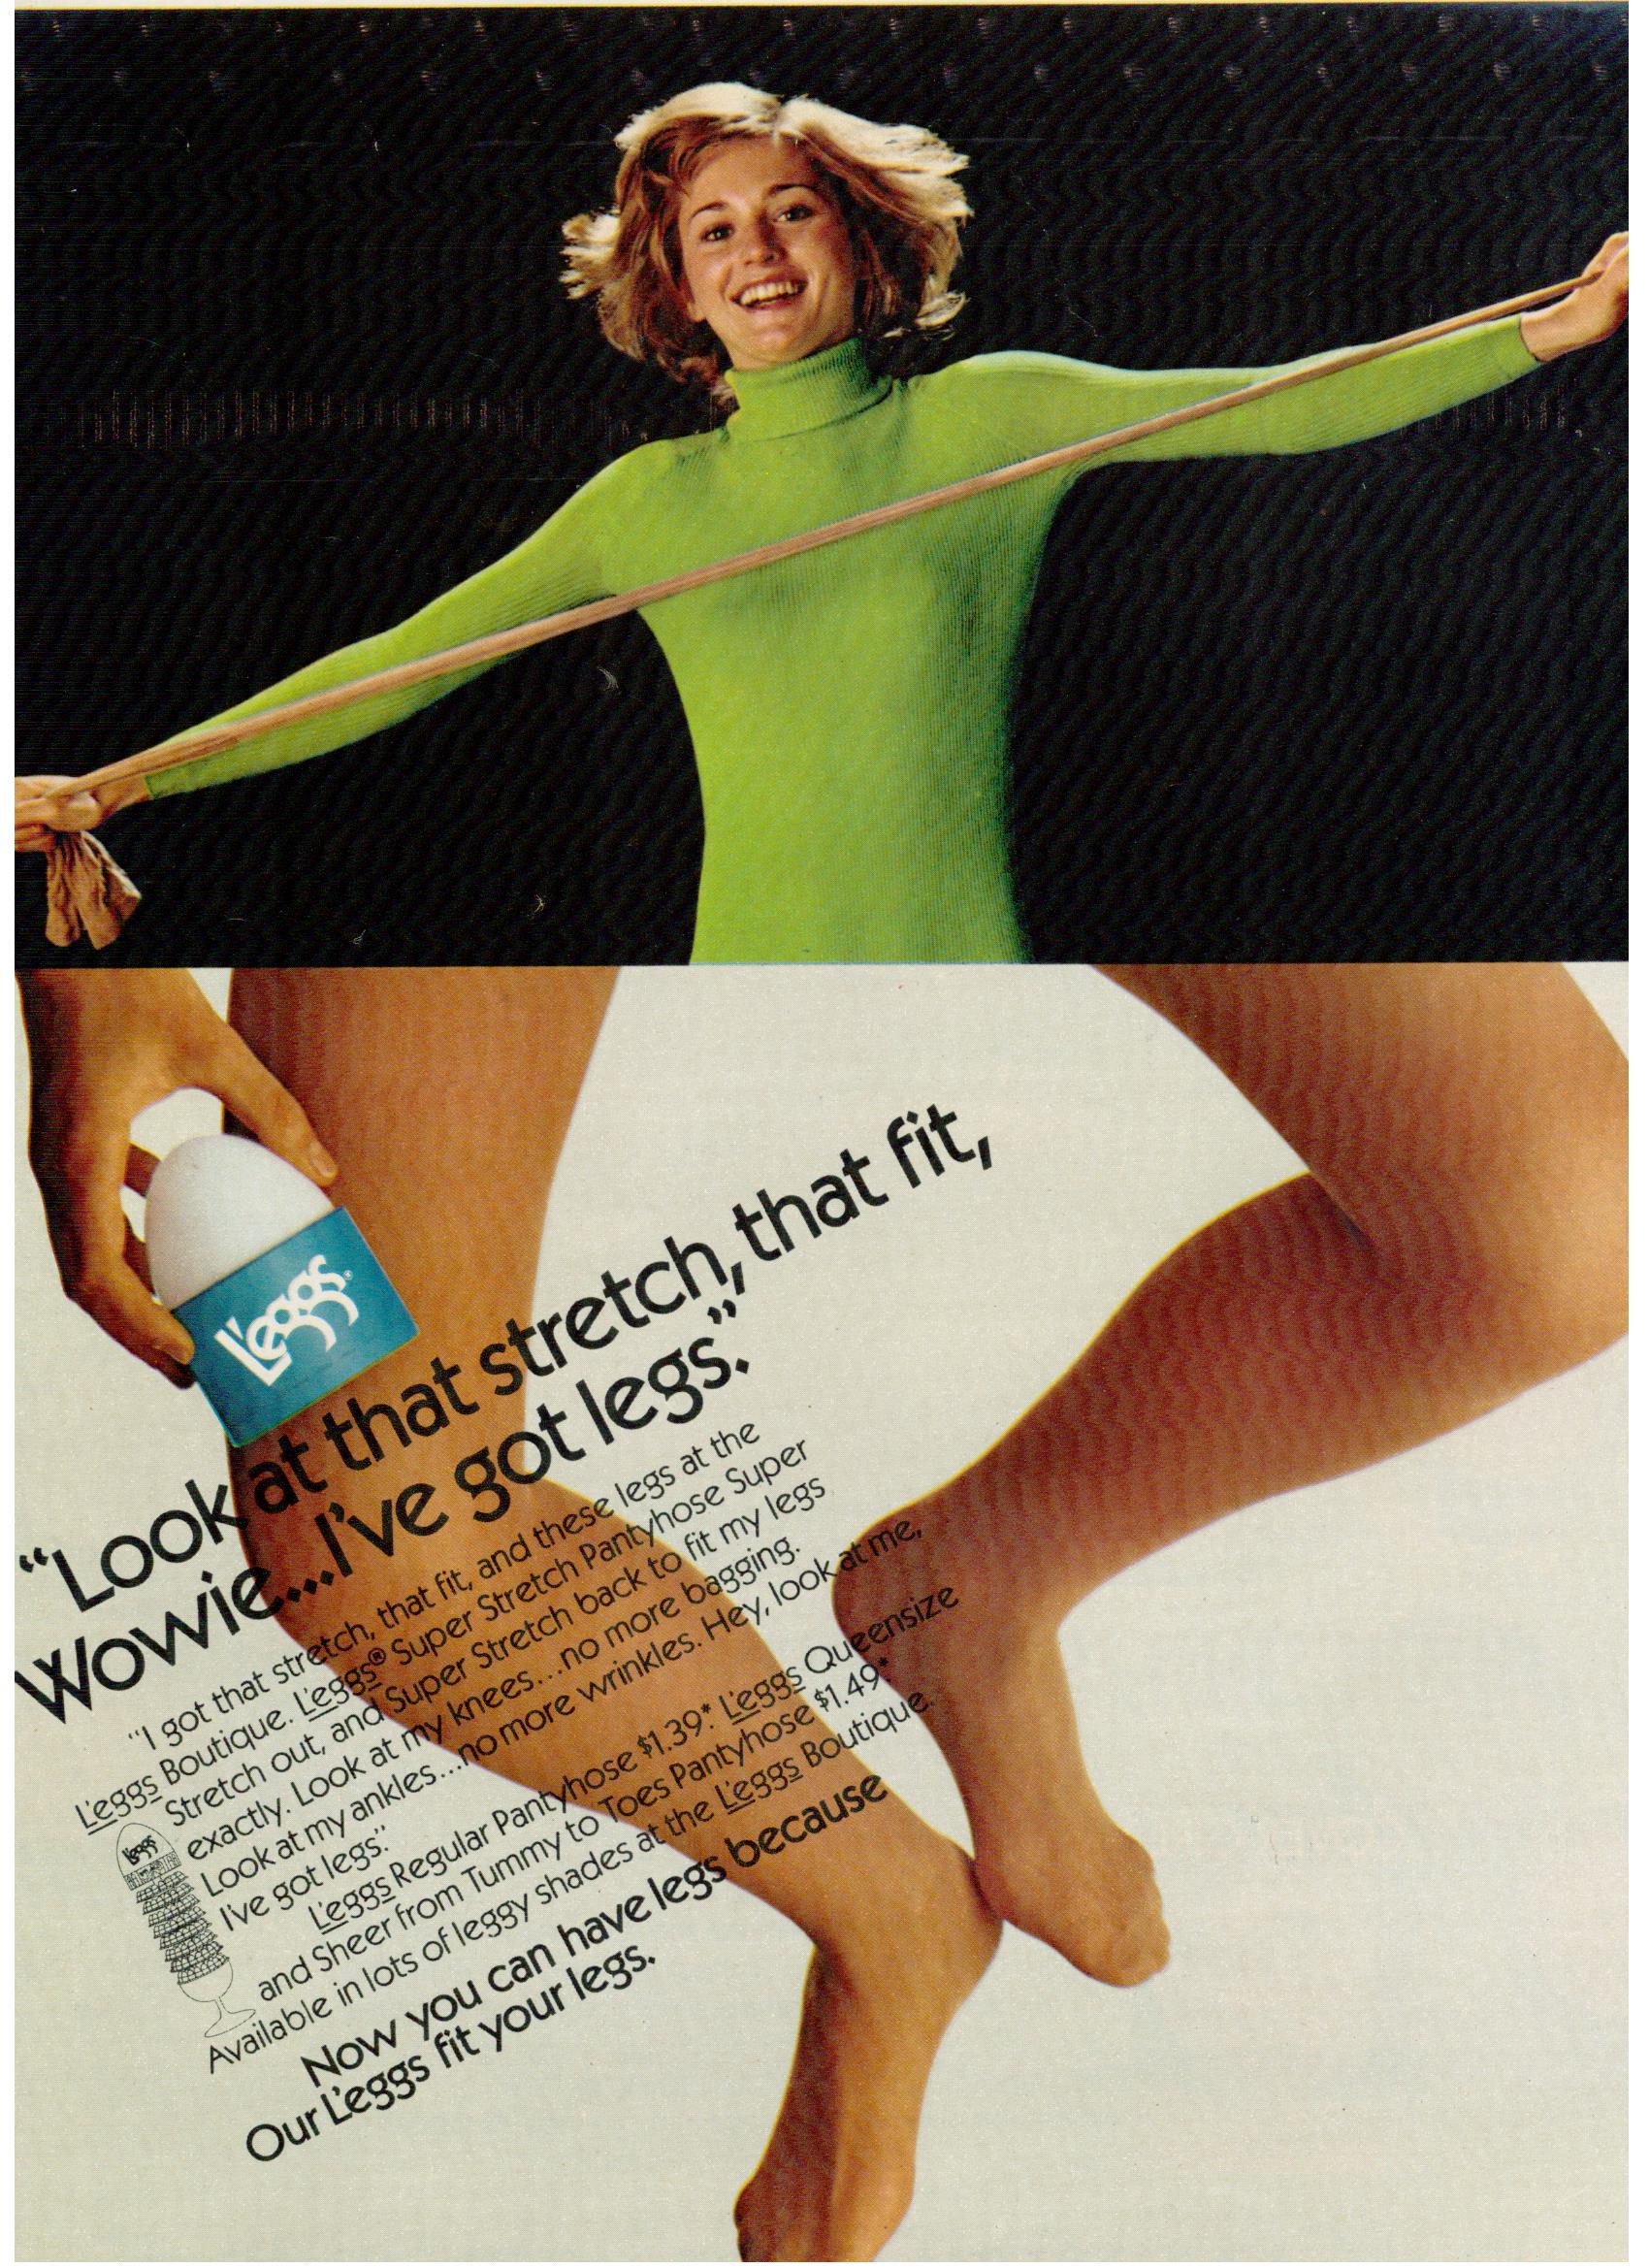 L'eggs®
“Look at that stretch, that fit,
Wowie...I've got legs.”
“I got that stretch, that fit, and these legs at the
L'eggs Boutique. L'eggs® Super Stretch Pantyhose Super
Stretch out, and Super Stretch back to fit my legs
exactly. Look at my knees...no more bagging.
Look at my ankles...no more wrinkles. Hey, look at me,
I've got legs.”
L'eggs Regular Pantyhose $1.39*. L'eggs Queensize
and Sheer from Tummy to Toes Pantyhose $1.49*
Available in lots of leggy shades at the L'eggs Boutique.
L'eggs
Now you can have legs because
Our L'eggs fit your legs.